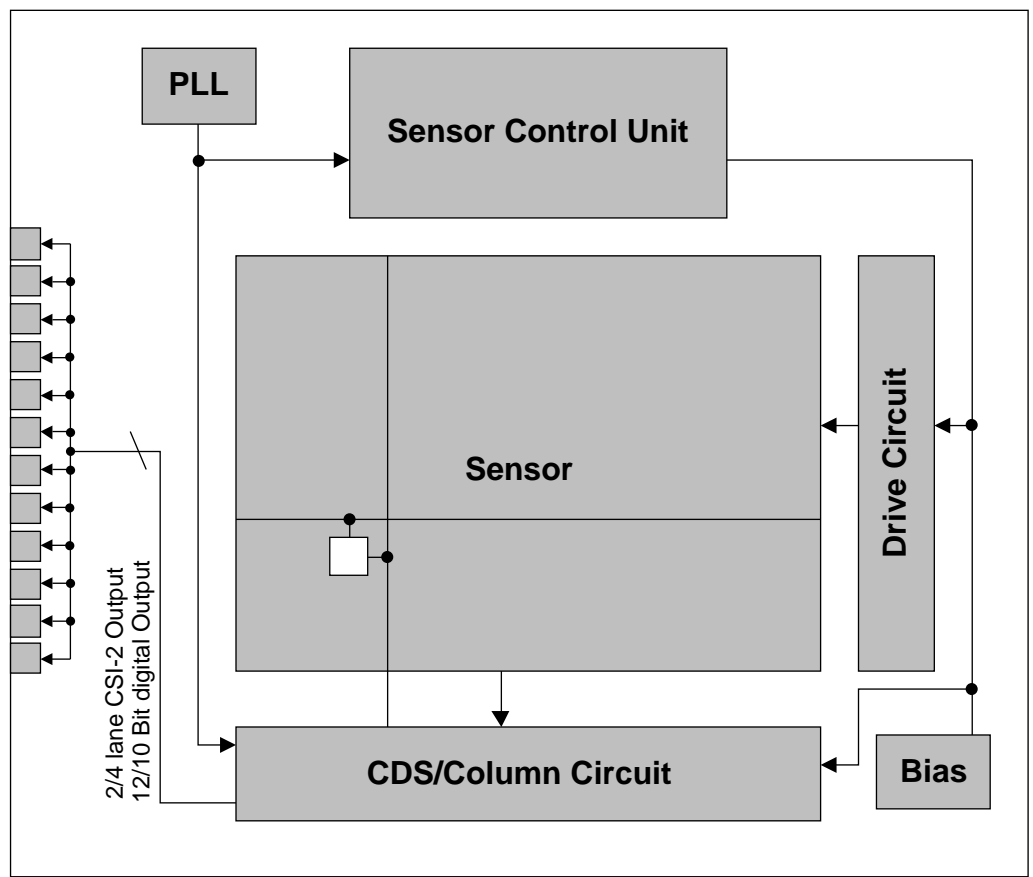 PLL
Sensor Control Unit
Sensor
Drive Circuit
2/4 lane CSI-2 Output
12/10 Bit digital Output
CDS/Column Circuit
Bias